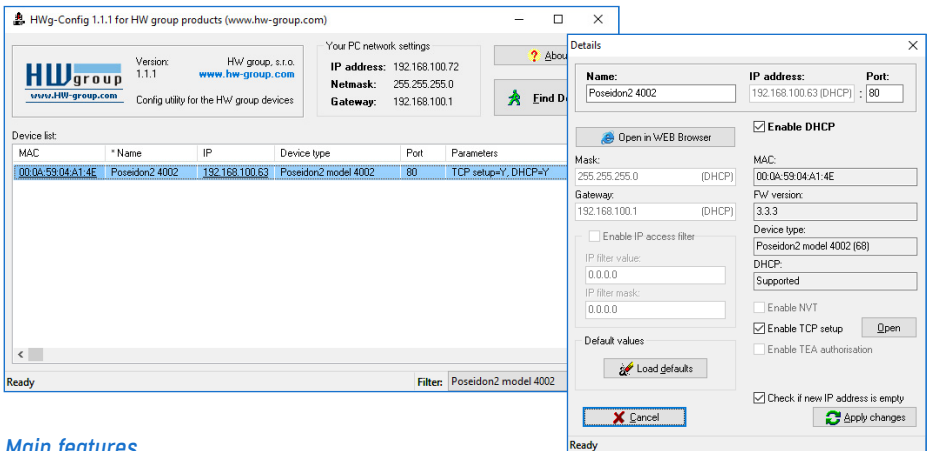 HWg-Config 1.1.1 for HW group products (www.hw-group.com)
HWgroup
www.HW-group.com
Version: HW group, s.r.o.
1.1.1 www.hw-group.com
Config utility for the HW group devices
Your PC network settings
IP address: 192.168.100.72
Netmask: 255.255.255.0
Gateway: 192.168.100.1
? Abou
Find D
Device list:
MAC * Name IP Device type Port Parameters
00:0A:59:04:A1:4E Poseidon2 4002 192.168.100.63 Poseidon2 model 4002 80 TCP setup=Y, DHCP=Y
Ready Filter: Poseidon2 model 4002
Details
Name: IP address: Port:
Poseidon2 4002 192.168.100.63 (DHCP) : 80
Open in WEB Browser
Enable DHCP
Mask:
255.255.255.0 (DHCP)
Gateway:
192.168.100.1 (DHCP)
Enable IP access filter
IP filter value:
0.0.0.0
IP filter mask:
0.0.0.0
Default values
Load defaults
Cancel
MAC:
00:0A:59:04:A1:4E
FW version:
3.3.3
Device type:
Poseidon2 model 4002 (68)
DHCP:
Supported
Enable NVT
Enable TCP setup Open
Enable TEA authorisation
Check if new IP address is empty
Apply changes
Ready
Main features